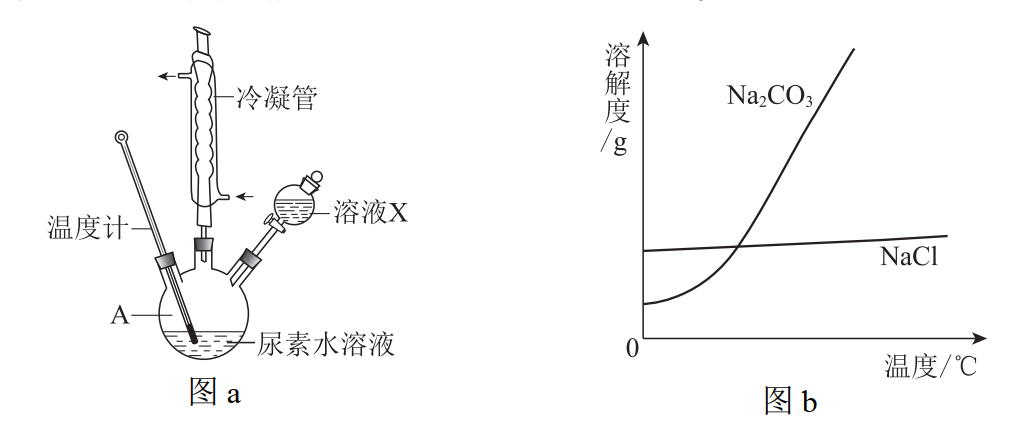 冷凝管
溶液X
温度计
A
尿素水溶液
图 a
溶解度/g
Na₂CO₃
NaCl
0
温度/℃
图 b